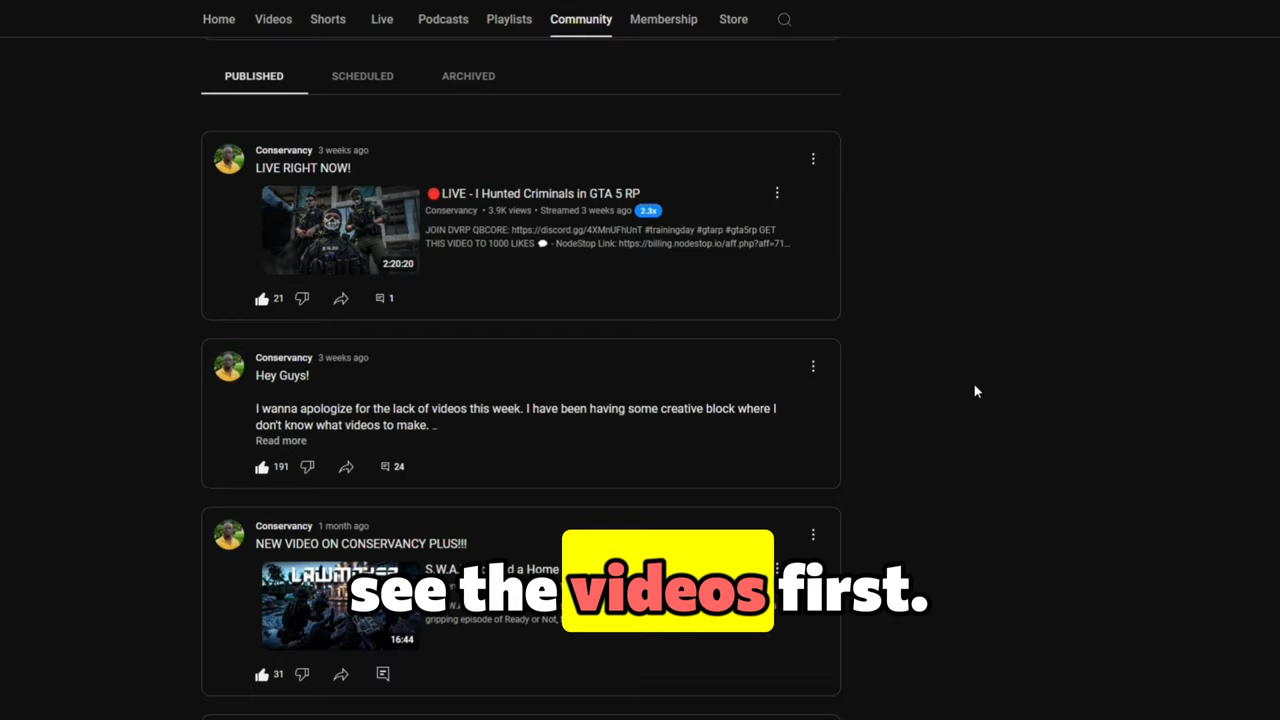 Home Videos Shorts Live Podcasts Playlists Community Membership Store
PUBLISHED SCHEDULED ARCHIVED
Conservancy 3 weeks ago
LIVE RIGHT NOW!
LIVE - I Hunted Criminals in GTA 5 RP
Conservancy • 3.9K views • Streamed 3 weeks ago 2.3x
JOIN DVRP QBCORE: https://discord.gg/4XMnUFhUnT #trainingday #gtarp #gta5rp GET
THIS VIDEO TO 1000 LIKES 💬 - NodeStop Link: https://billing.nodestop.io/aff.php?aff=71...
2:20:20
21 1
Conservancy 3 weeks ago
Hey Guys!
I wanna apologize for the lack of videos this week. I have been having some creative block where I
don't know what videos to make. ...
Read more
191 24
Conservancy 1 month ago
NEW VIDEO ON CONSERVANCY PLUS!!!
S.W.A. d a Home
see the videos first.
gripping episode of Ready or Not,
16:44
31